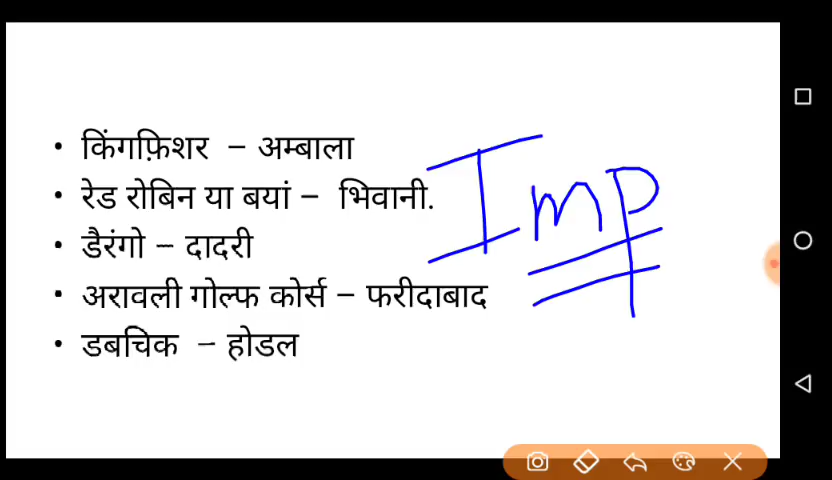 • किंगफ़िशर – अम्बाला
• रेड रोबिन या बयां – भिवानी.
• डैरंगो – दादरी
• अरावली गोल्फ कोर्स – फरीदाबाद
• डबचिक – होडल
Imp